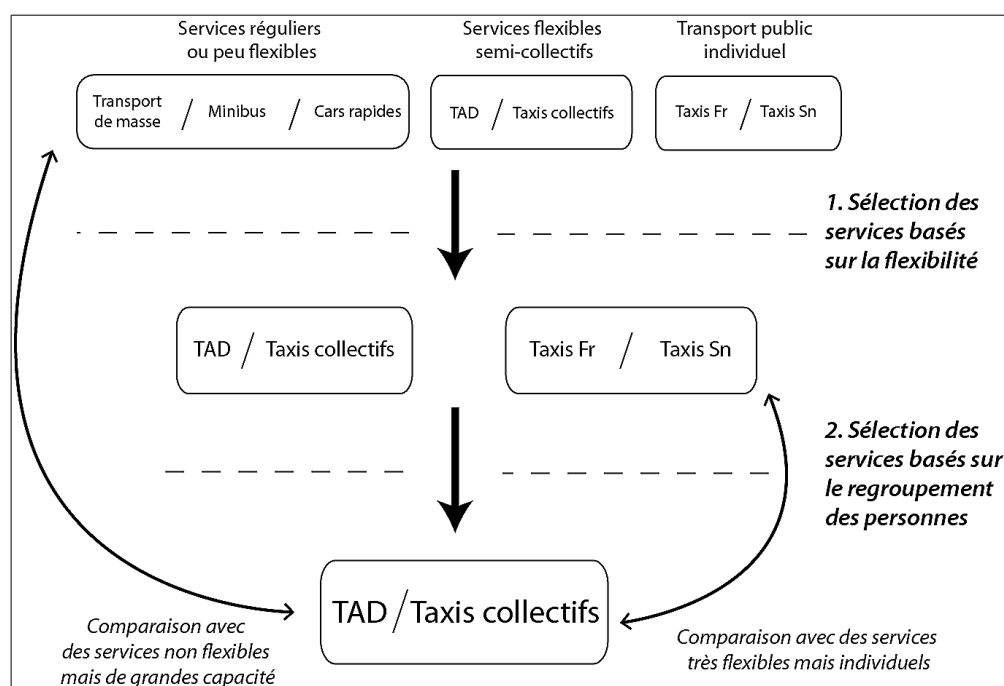 Services réguliers
ou peu flexibles
Services flexibles
semi-collectifs
Transport public
individuel
Transport
de masse / Minibus / Cars rapides
TAD / Taxis collectifs
Taxis Fr / Taxis Sn
1. Sélection des
services basés
sur la flexibilité
TAD / Taxis collectifs
Taxis Fr / Taxis Sn
2. Sélection des
services basés sur
le regroupement
des personnes
TAD / Taxis collectifs
Comparaison avec
des services non flexibles
mais de grandes capacité
Comparaison avec des services
très flexibles mais individuels